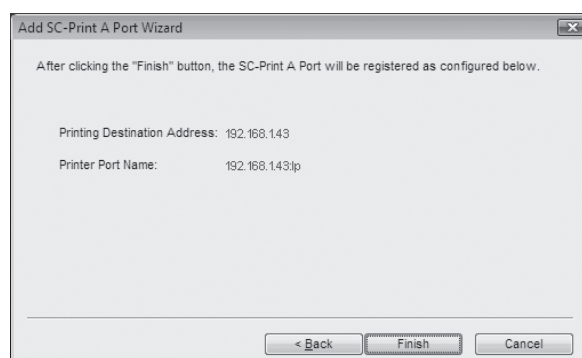 Add SC-Print A Port Wizard
After clicking the "Finish" button, the SC-Print A Port will be registered as configured below.
Printing Destination Address: 192.168.1.43
Printer Port Name: 192.168.1.43:lp
< Back Finish Cancel